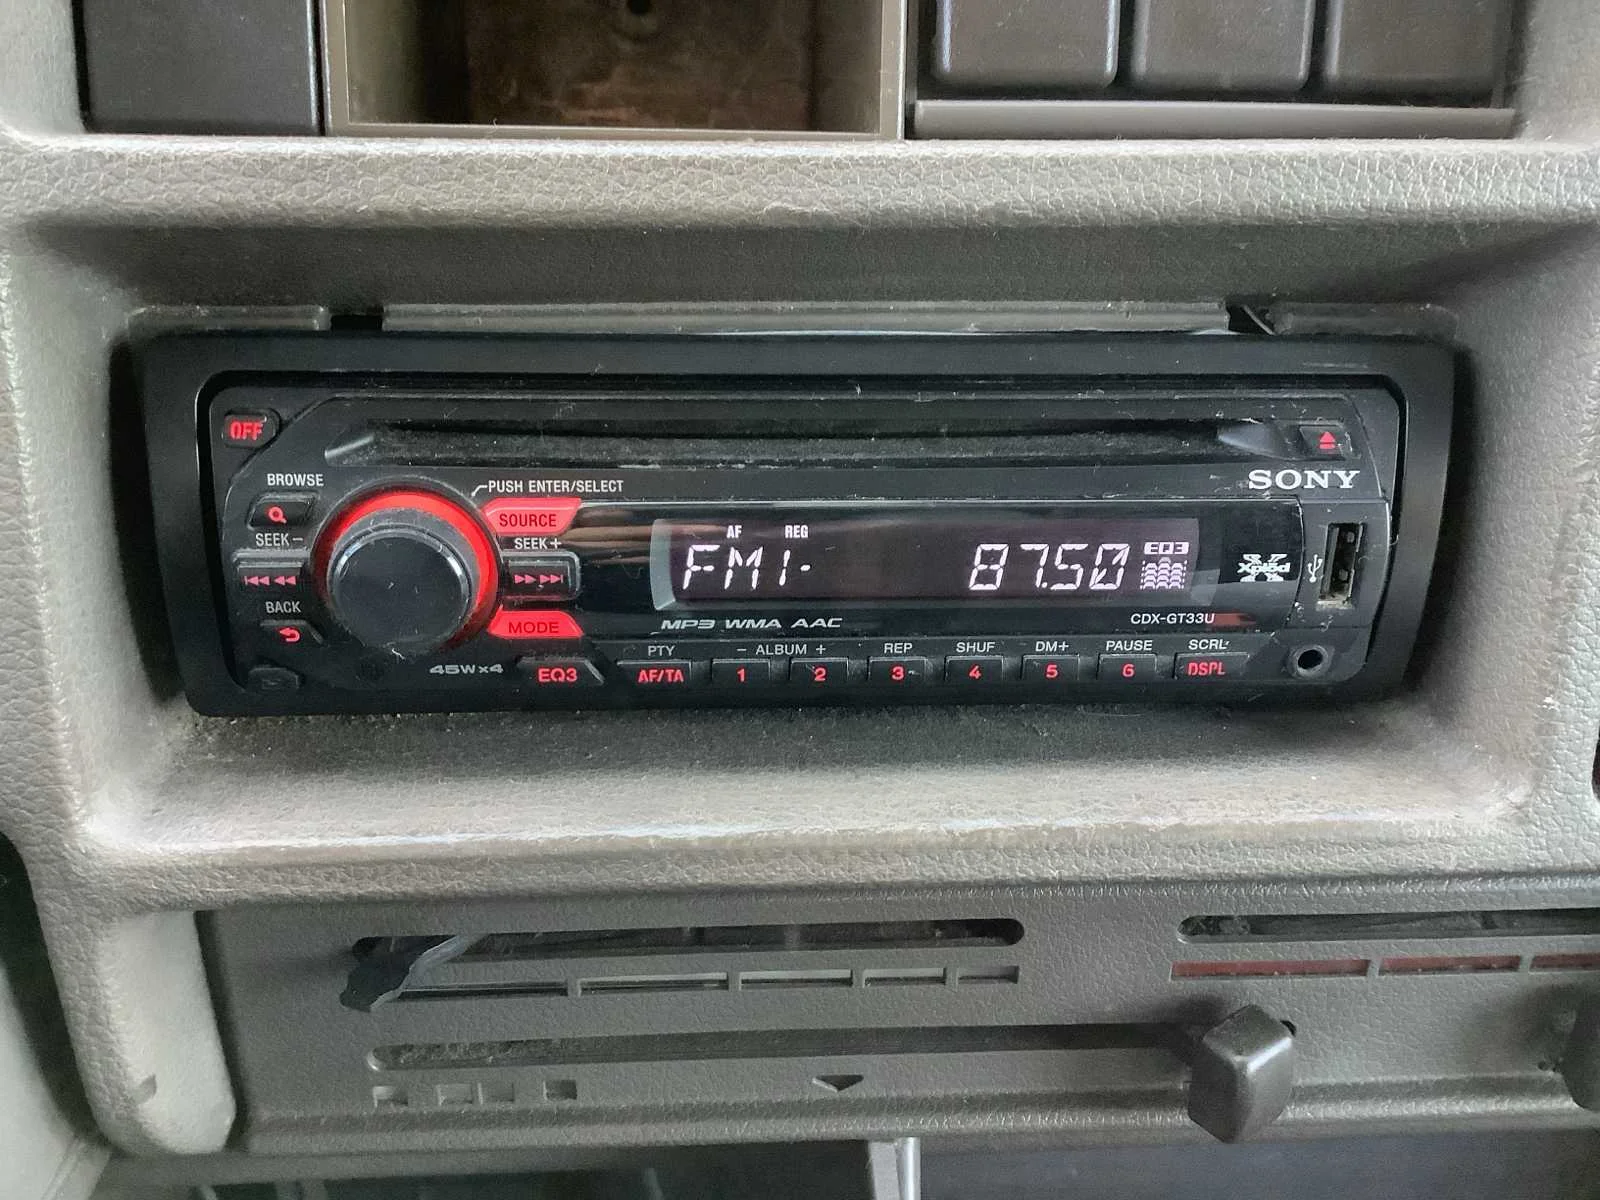 OFF
SONY
BROWSE
PUSH ENTER/SELECT
SOURCE
SEEK -
SEEK +
AF REG
FM1- 87.50 EQ3
Xplod
BACK
MODE
MP3 WMA AAC
CDX-GT33U
45W×4
EQ3
PTY - ALBUM + REP SHUF DM+ PAUSE SCRL
AF/TA 1 2 3 4 5 6 DSPL